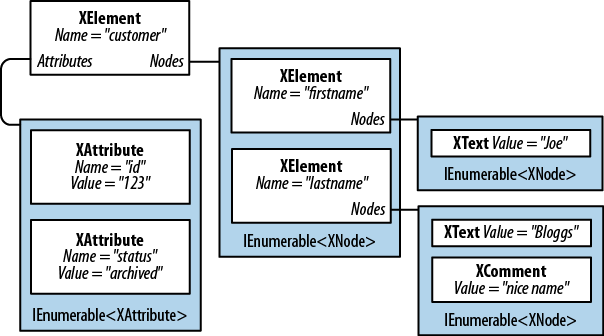 XElement
Name = "customer"
Attributes Nodes
XElement
Name = "firstname"
Nodes
XElement
Name = "lastname"
Nodes
IEnumerable<XNode>
XAttribute
Name = "id"
Value = "123"
XAttribute
Name = "status"
Value = "archived"
IEnumerable<XAttribute>
XText Value = "Joe"
IEnumerable<XNode>
XText Value = "Bloggs"
XComment
Value = "nice name"
IEnumerable<XNode>